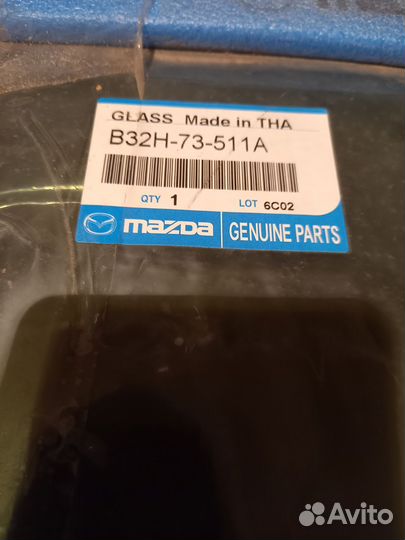 GLASS Made in THA
B32H-73-511A
QTY 1 LOT 6C02
mazda GENUINE PARTS
Avito